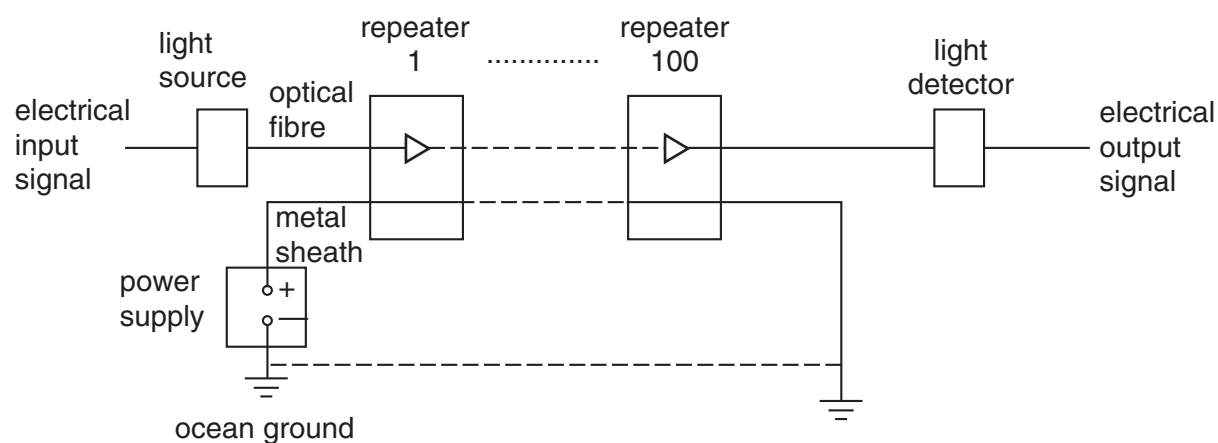 light
source
repeater
1
.............
repeater
100
light
detector
electrical
input
signal
optical
fibre
electrical
output
signal
metal
sheath
power
supply
+
−
ocean ground